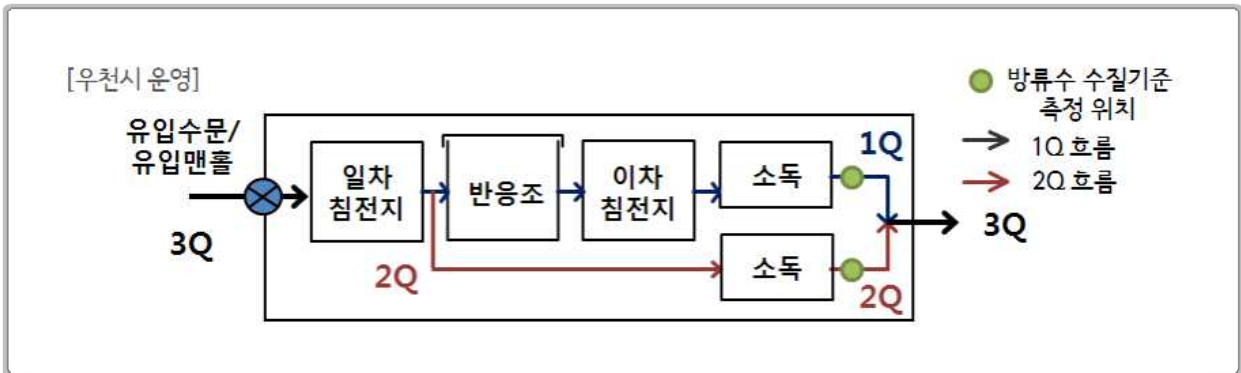 [우천시 운영]
유입수문/
유입맨홀
3Q
일차
침전지
반응조
이차
침전지
소독
1Q
2Q
소독
2Q
3Q
방류수 수질기준
측정 위치
1Q 흐름
2Q 흐름